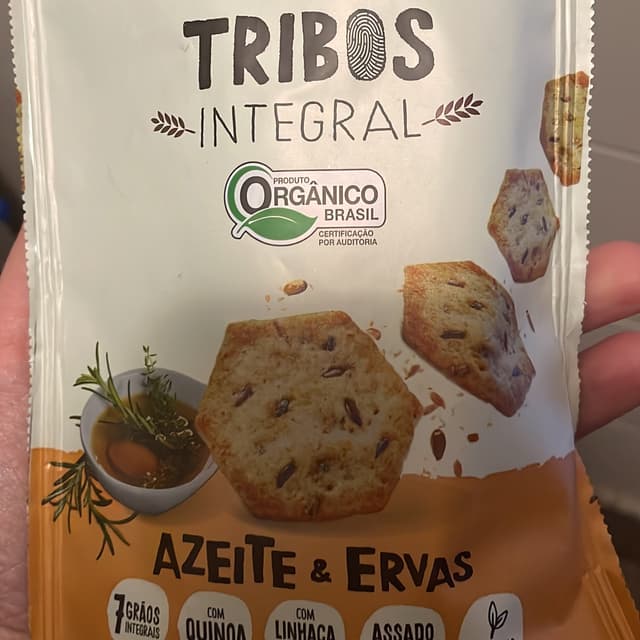 TRIBOS
INTEGRAL
PRODUTO
ORGÂNICO
BRASIL
CERTIFICAÇÃO
POR AUDITORIA
AZEITE & ERVAS
7 GRÃOS
INTEGRAIS
COM
QUINOA
COM
LINHAÇA
ASSADO